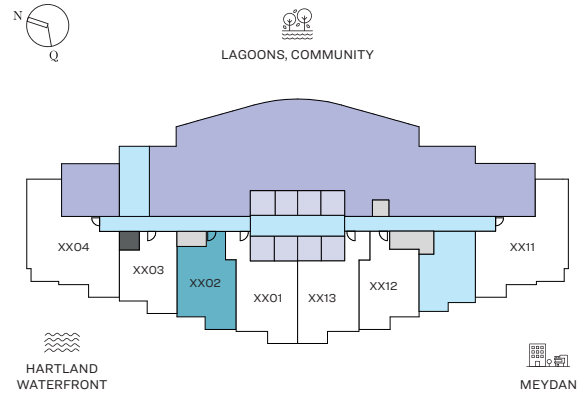 N
Q
LAGOONS, COMMUNITY
XX04
XX03
XX02
XX01
XX13
XX12
XX11
HARTLAND
WATERFRONT
MEYDAN